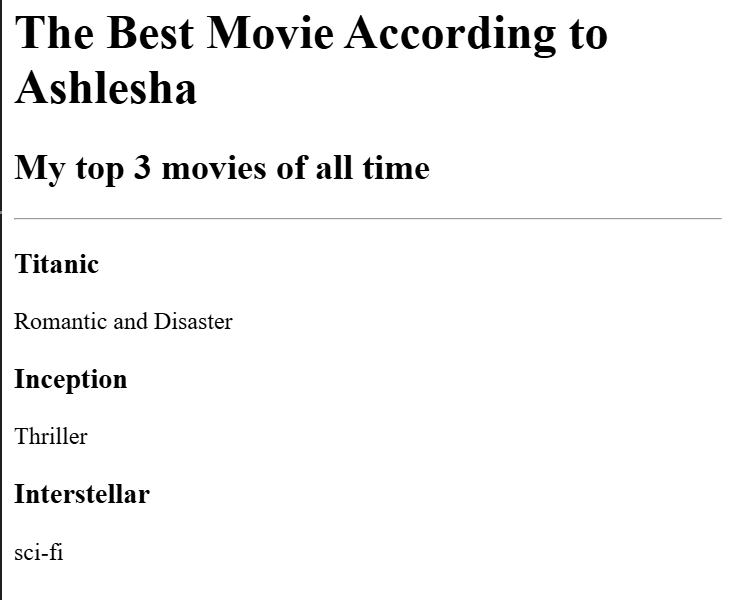 The Best Movie According to
Ashlesha
My top 3 movies of all time
Titanic
Romantic and Disaster
Inception
Thriller
Interstellar
sci-fi